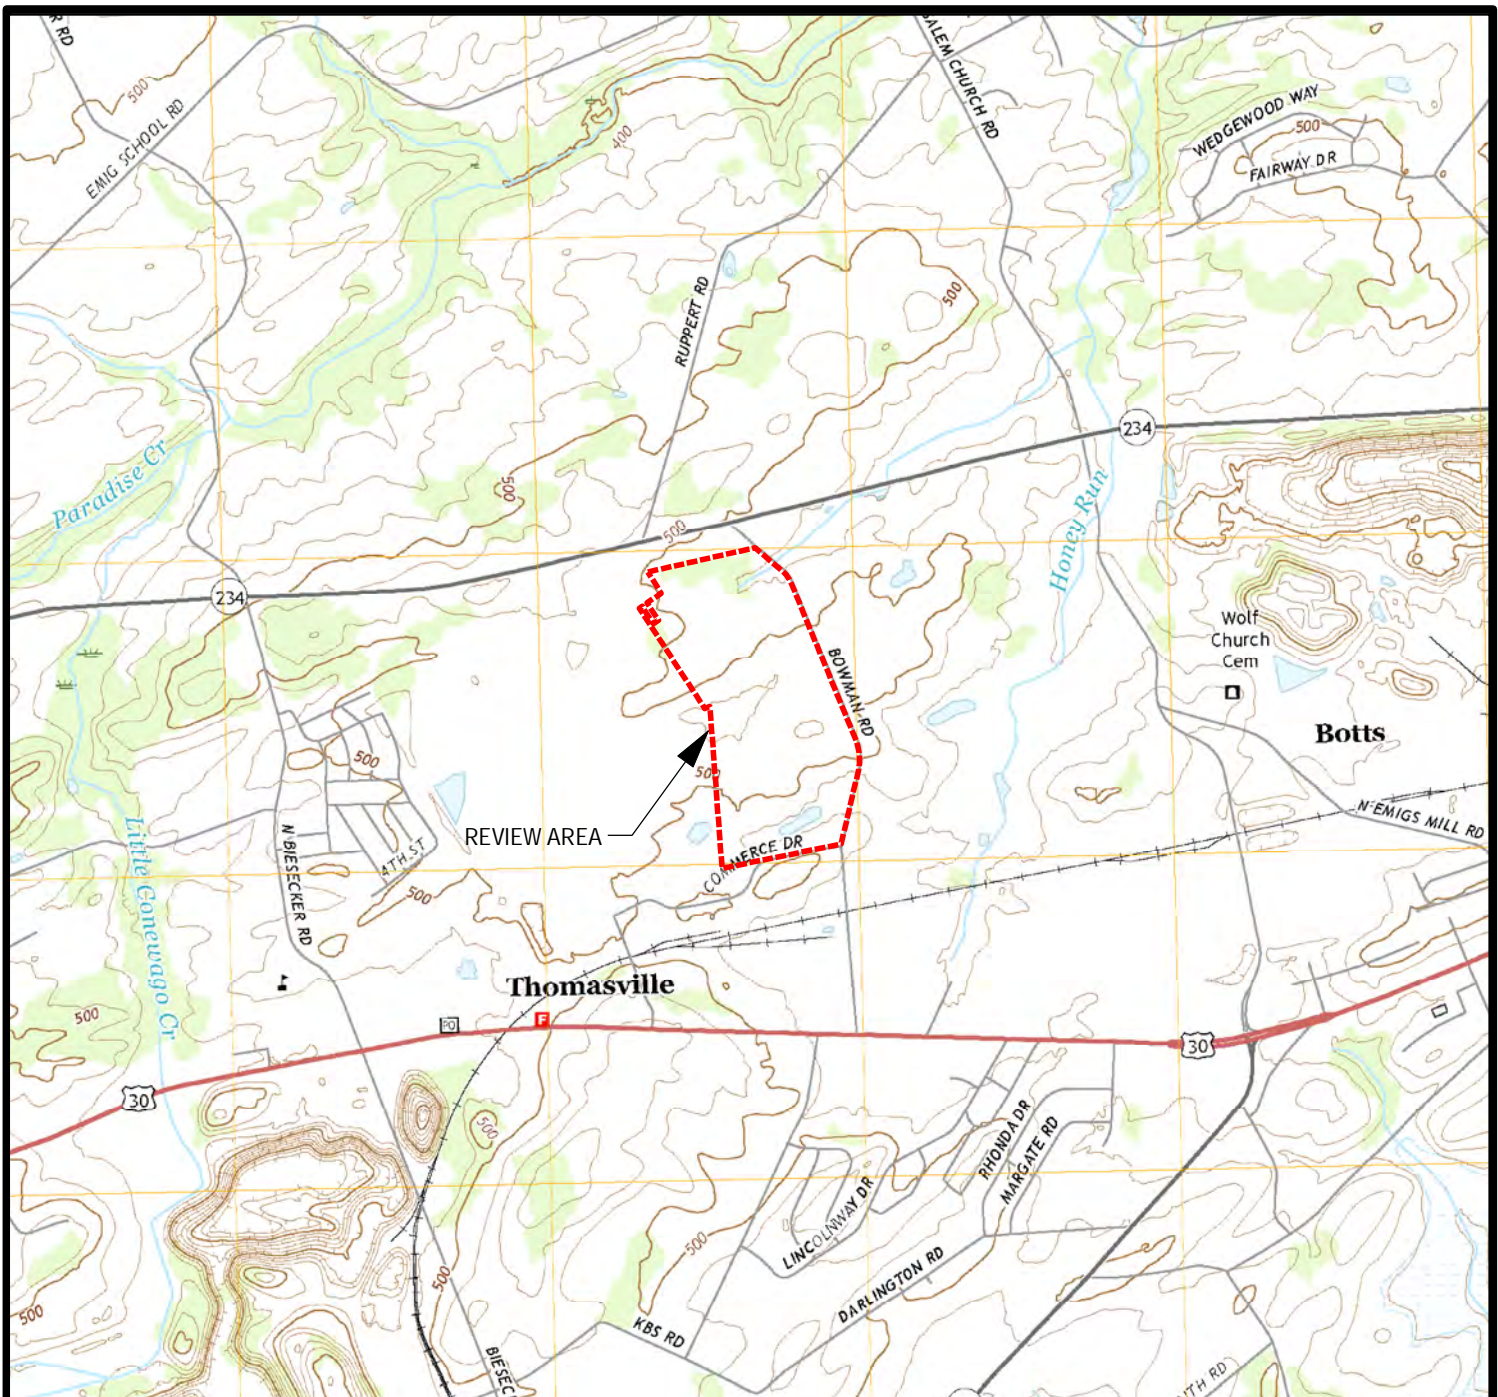 R RD
SALEM CHURCH RD
500
EMIG SCHOOL RD
400
WEDGEWOOD WAY
500
FAIRWAY DR
RUPPERT RD
500
234
Paradise Cr
500
Honey Run
500
234
Wolf
Church
Cem
BOWMAN RD
Botts
500
500
REVIEW AREA
N EMIGS MILL RD
Little Conewago Cr
N BIESECKER RD
4TH ST
COMMERCE DR
500
Thomasville
500
PO
F
30
30
500
RHONDA DR
MARGATE RD
LINCOLNWAY DR
500
DARLINGTON RD
500
500
KBS RD
BIESEC
TH RD